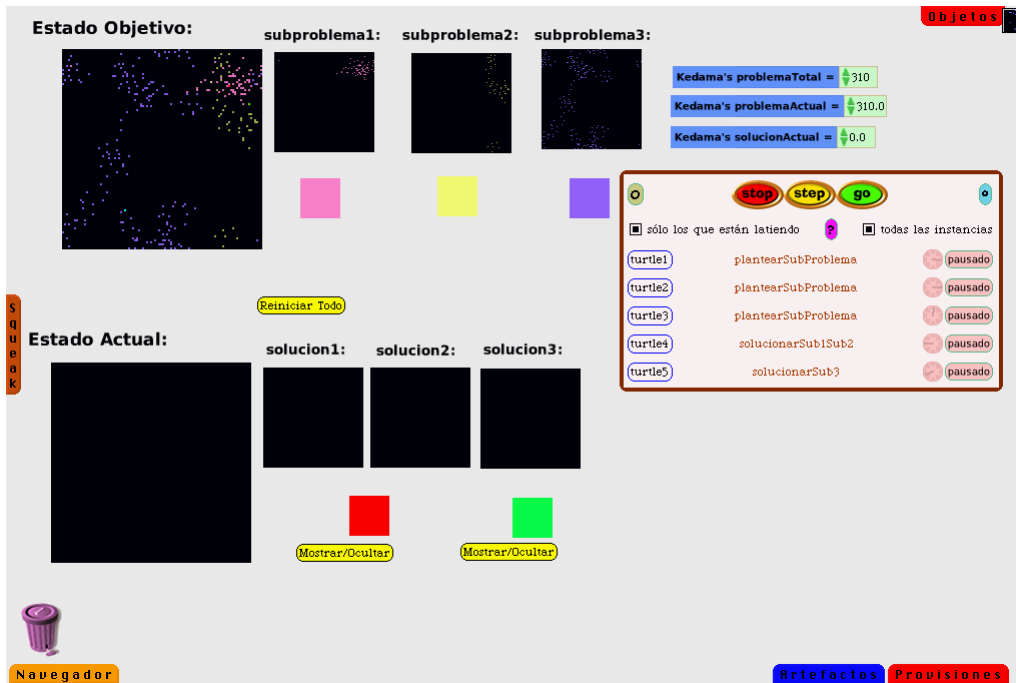 Objetos
Estado Objetivo:
subproblema1:
subproblema2:
subproblema3:
Kedama's problemaTotal = 310
Kedama's problemaActual = 310.0
Kedama's solucionActual = 0.0
stop step go
sólo los que están latiendo ? todas las instancias
turtle1 plantearSubProblema pausado
turtle2 plantearSubProblema pausado
turtle3 plantearSubProblema pausado
turtle4 solucionarSub1Sub2 pausado
turtle5 solucionarSub3 pausado
Reiniciar Todo
Squeak
Estado Actual:
solucion1:
solucion2:
solucion3:
Mostrar/Ocultar
Mostrar/Ocultar
Navegador
Artefactos
Provisiones